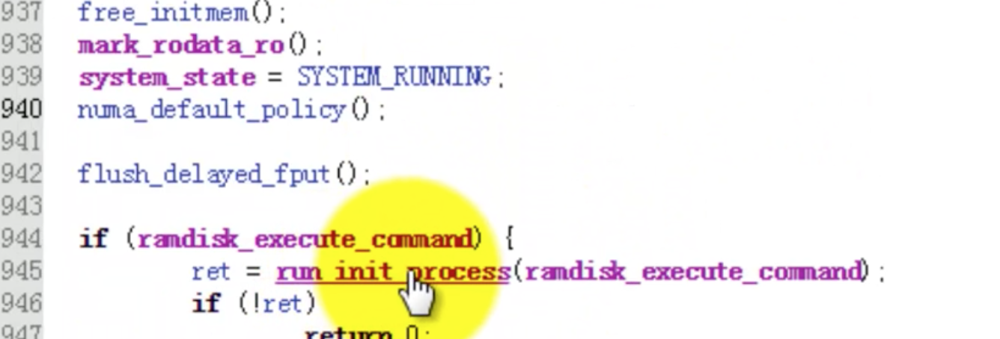 937 free_initmem();
938 mark_rodata_ro();
939 system_state = SYSTEM_RUNNING;
940 numa_default_policy();
941
942 flush_delayed_fput();
943
944 if (ramdisk_execute_command) {
945 ret = run_init_process(ramdisk_execute_command);
946 if (!ret)
947 return 0;